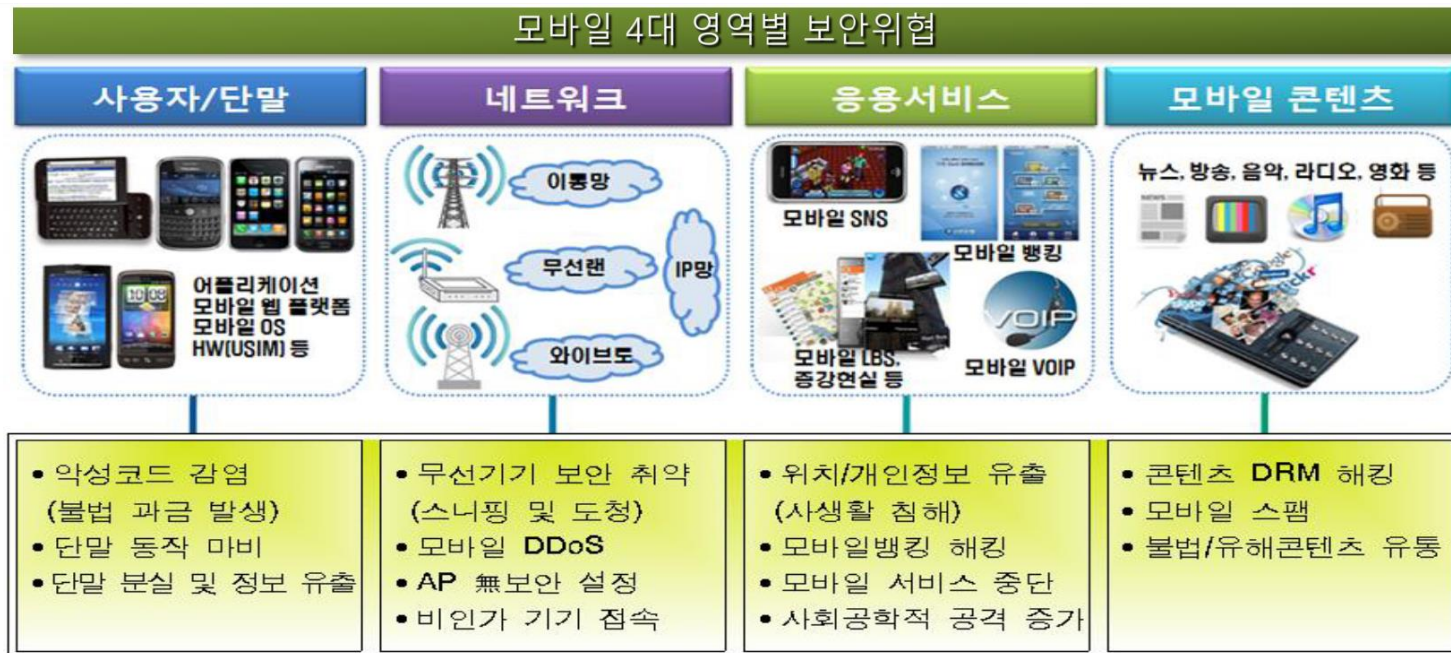 모바일 4대 영역별 보안위협
사용자/단말
어플리케이션
모바일 웹 플랫폼
모바일 OS
HW(USIM) 등
• 악성코드 감염
(불법 과금 발생)
• 단말 동작 마비
• 단말 분실 및 정보 유출
네트워크
이통망
무선랜
IP망
와이브로
• 무선기기 보안 취약
(스니핑 및 도청)
• 모바일 DDoS
• AP 無보안 설정
• 비인가 기기 접속
응용서비스
모바일 SNS
모바일 뱅킹
모바일 LBS,
증강현실 등
VOIP
모바일 VOIP
• 위치/개인정보 유출
(사생활 침해)
• 모바일뱅킹 해킹
• 모바일 서비스 중단
• 사회공학적 공격 증가
모바일 콘텐츠
뉴스, 방송, 음악, 라디오, 영화 등
NEWS
Google
flickr
• 콘텐츠 DRM 해킹
• 모바일 스팸
• 불법/유해콘텐츠 유통